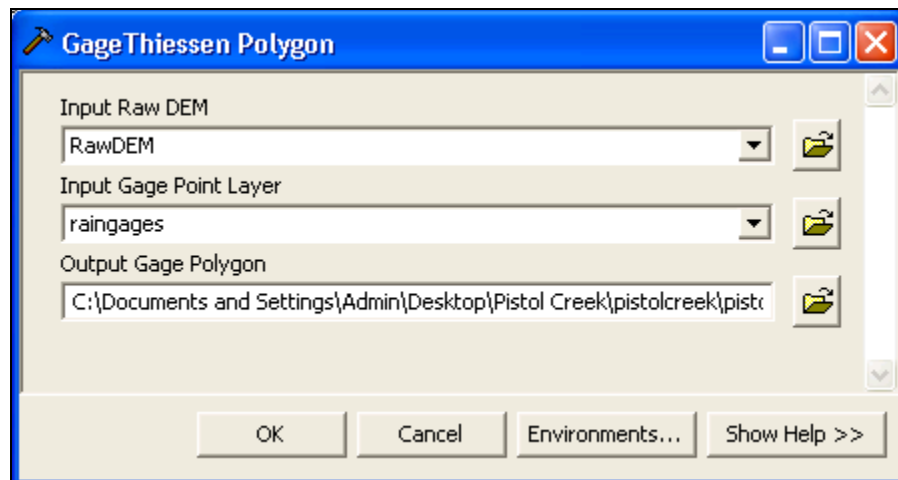 GageThiessen Polygon
Input Raw DEM
RawDEM
Input Gage Point Layer
raingages
Output Gage Polygon
C:\Documents and Settings\Admin\Desktop\Pistol Creek\pistolcreek\pistc
OK Cancel Environments... Show Help >>